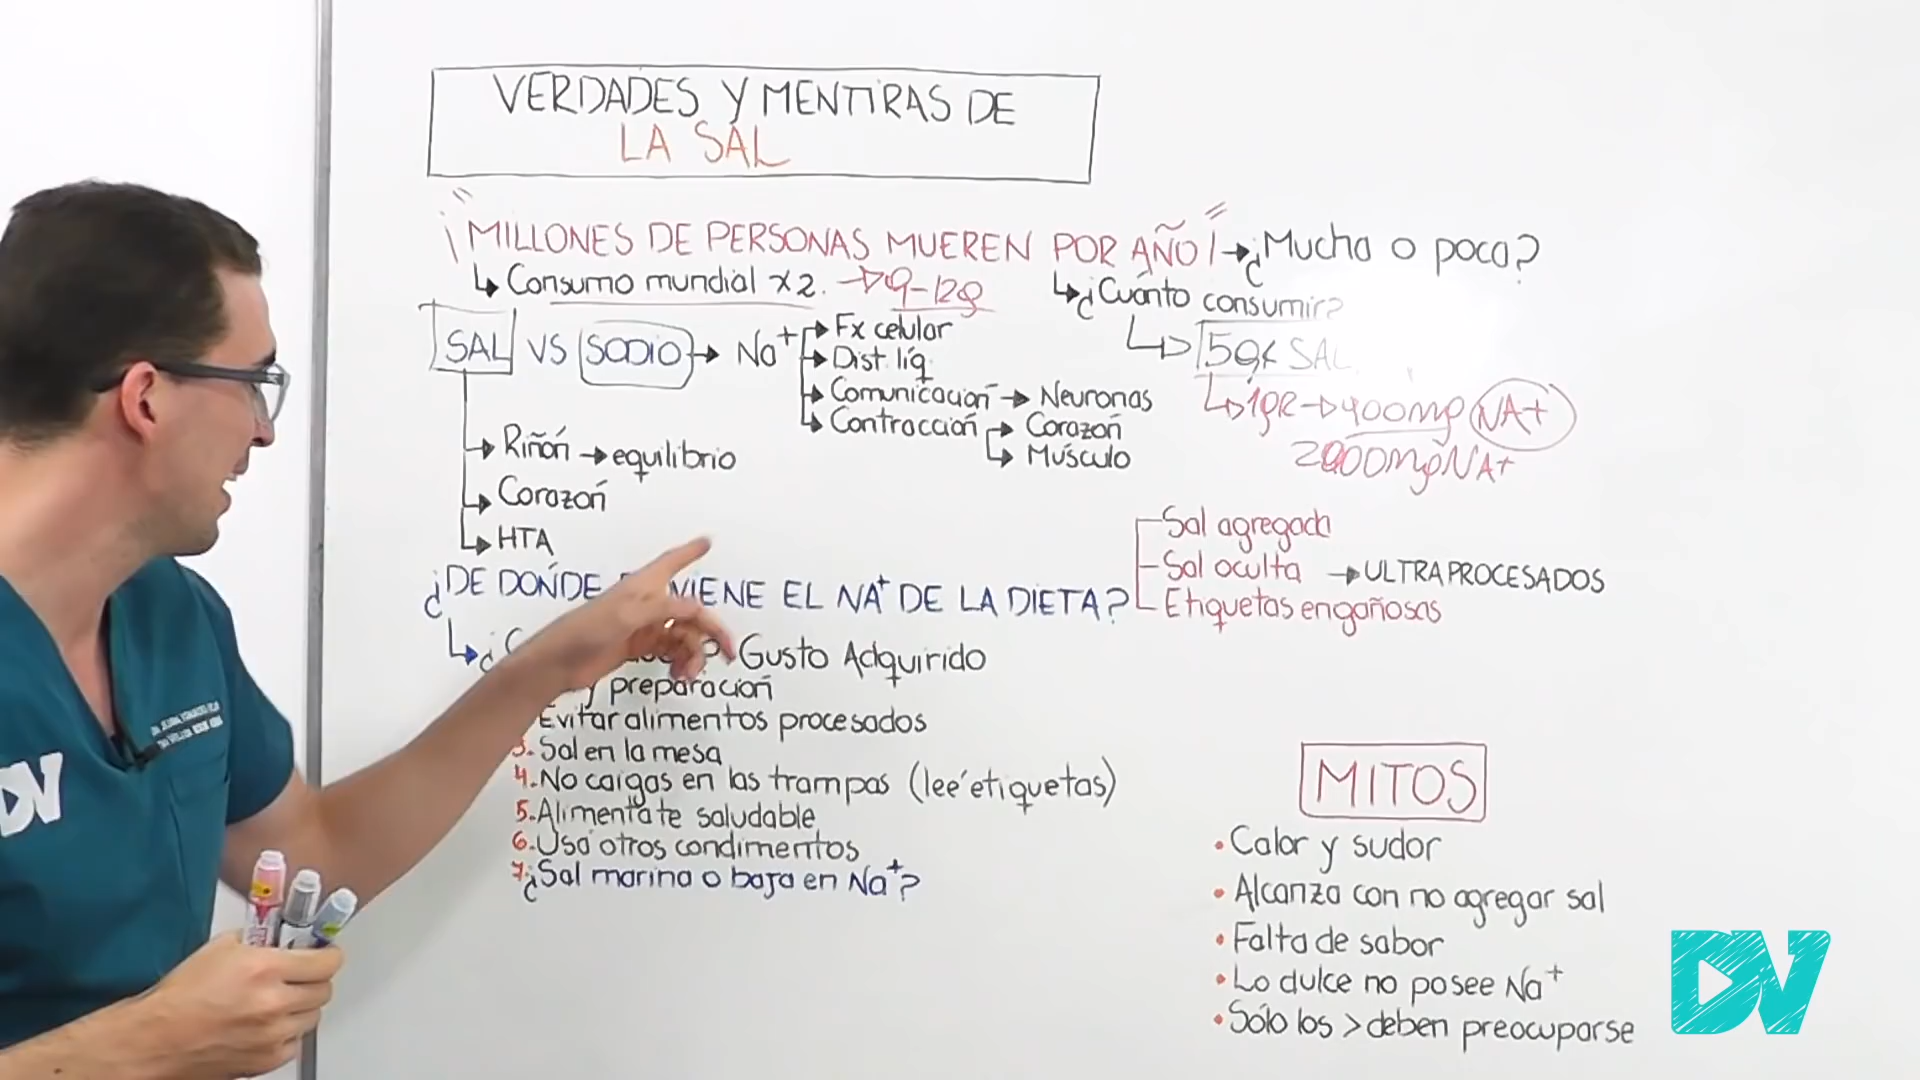 VERDADES Y MENTIRAS DE
LA SAL
¡MILLONES DE PERSONAS MUEREN POR AÑO! → ¿Mucha o poca?
↳ Consumo mundial x2. → 9-12g
↳ ¿Cuánto consumir?
↳ 5gr SAL
↳ 1gr → 400mg NA+
2000mg NA+
SAL VS SODIO → Na+
Fx celular
Dist. líq
Comunicación → Neuronas
Contracción → Corazón
Músculo
Riñón → equilibrio
Corazón
HTA
¿DE DONDE VIENE EL NA+ DE LA DIETA?
Sal agregada
Sal oculta → ULTRAPROCESADOS
Etiquetas engañosas
Gusto Adquirido
y preparación
Evitar alimentos procesados
3. Sal en la mesa
4. No caigas en las trampas (leé etiquetas)
5. Alimentate saludable
6. Usá otros condimentos
7. ¿Sal marina o baja en Na+?
MITOS
• Calor y sudor
• Alcanza con no agregar sal
• Falta de sabor
• Lo dulce no posee Na+
• Sólo los > deben preocuparse
DN
DN